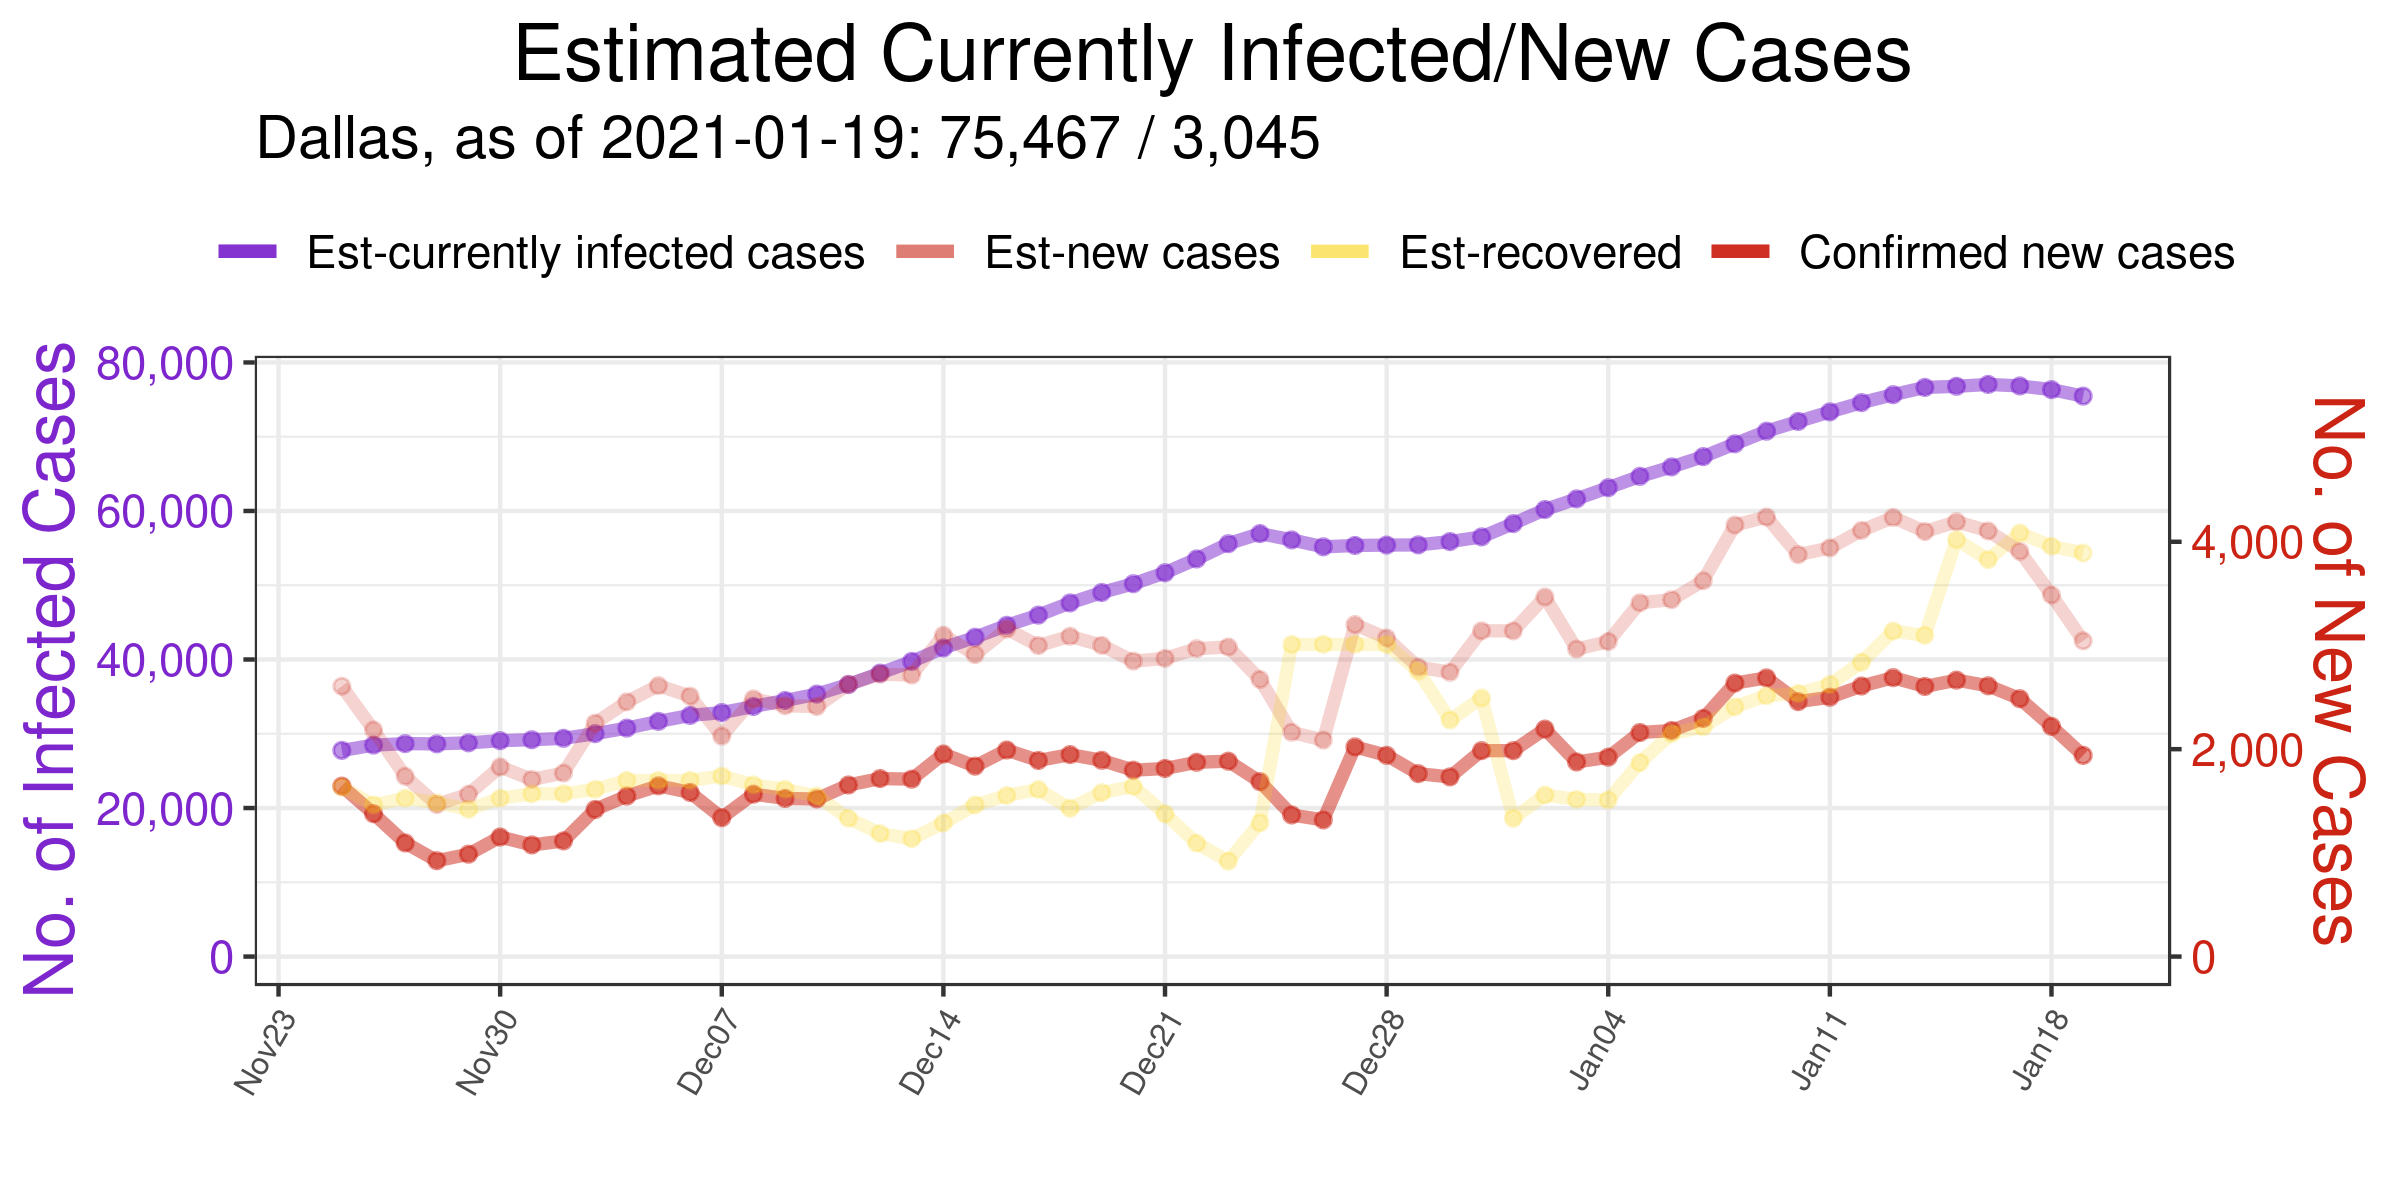 Estimated Currently Infected/New Cases
Dallas, as of 2021-01-19: 75,467 / 3,045
Est-currently infected cases Est-new cases Est-recovered Confirmed new cases
No. of Infected Cases
80,000
60,000
40,000
20,000
0
4,000
2,000
0
No. of New Cases
Nov23 Nov30 Dec07 Dec14 Dec21 Dec28 Jan04 Jan11 Jan18